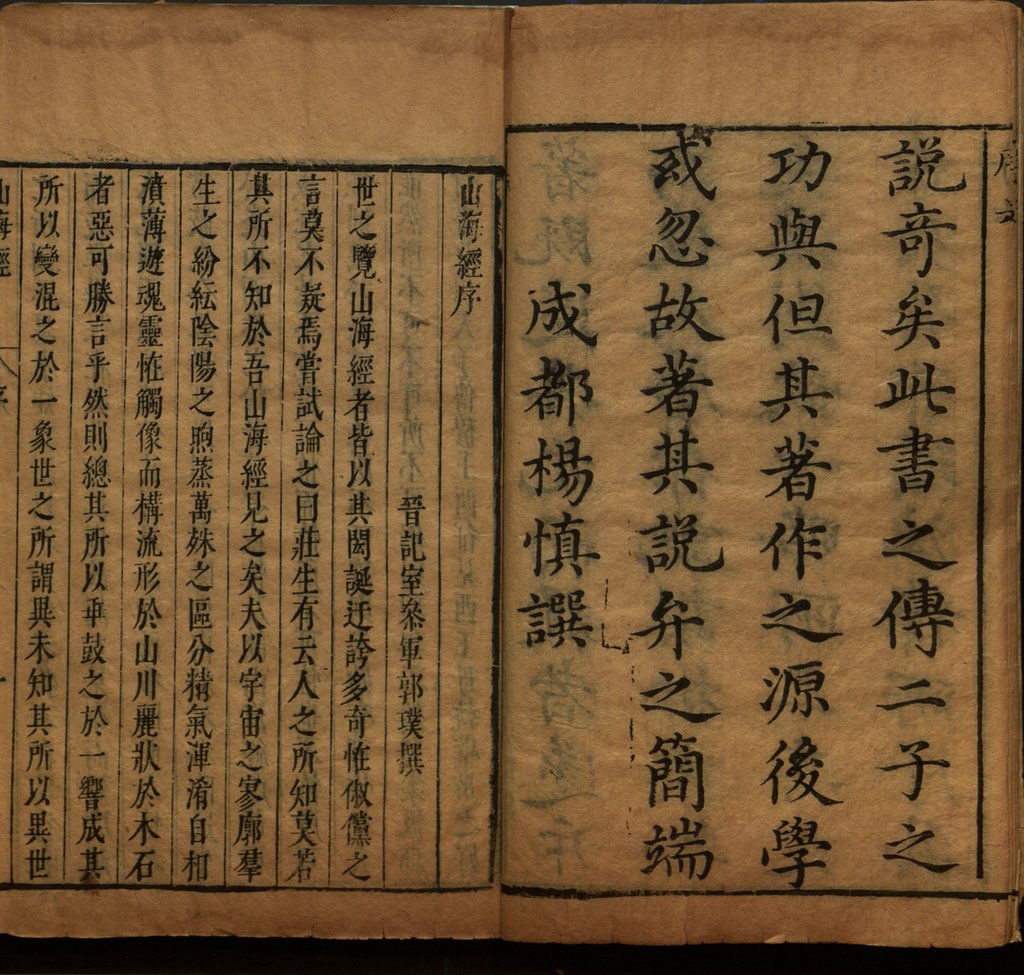 說奇矣此書之傳二子之
功與但其著作之源後學
或忽故著其說弁之簡端
成都楊慎譔
山海經序
晉記室叅軍郭璞撰
世之覽山海經者皆以其閎誕迂誇多奇恠俶儻之
言莫不疑焉嘗試論之曰莊生有云人之所知莫若
其所不知於吾山海經見之矣夫以宇宙之寥廓羣
生之紛紜陰陽之煦蒸萬殊之區分精氣渾淆自相
濆薄遊魂靈恠觸像而構流形於山川麗狀於木石
者惡可勝言乎然則總其所以乖鼓之於一響成其
所以變混之於一象世之所謂異未知其所以異世
山海經
序